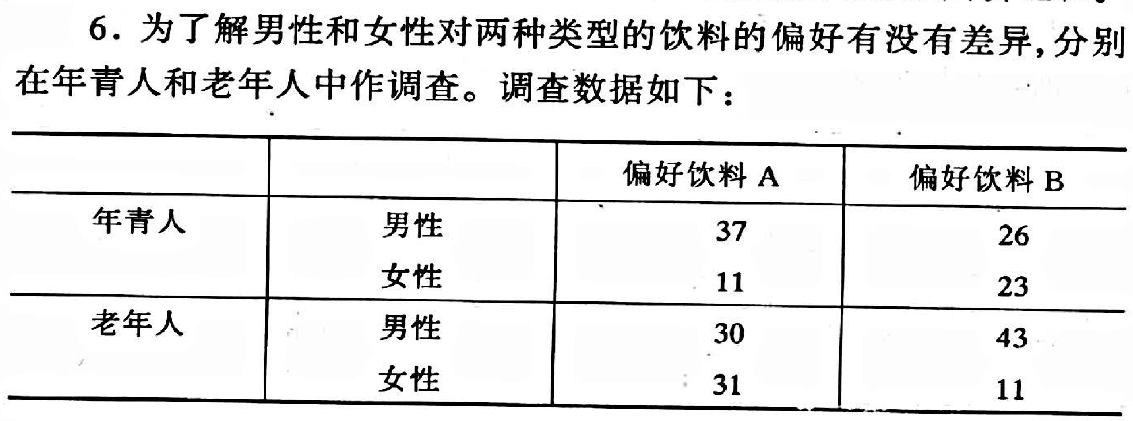 6. 为了解男性和女性对两种类型的饮料的偏好有没有差异,分别
在年青人和老年人中作调查。调查数据如下:
偏好饮料 A 偏好饮料 B
年青人 男性 37 26
女性 11 23
老年人 男性 30 43
女性 31 11